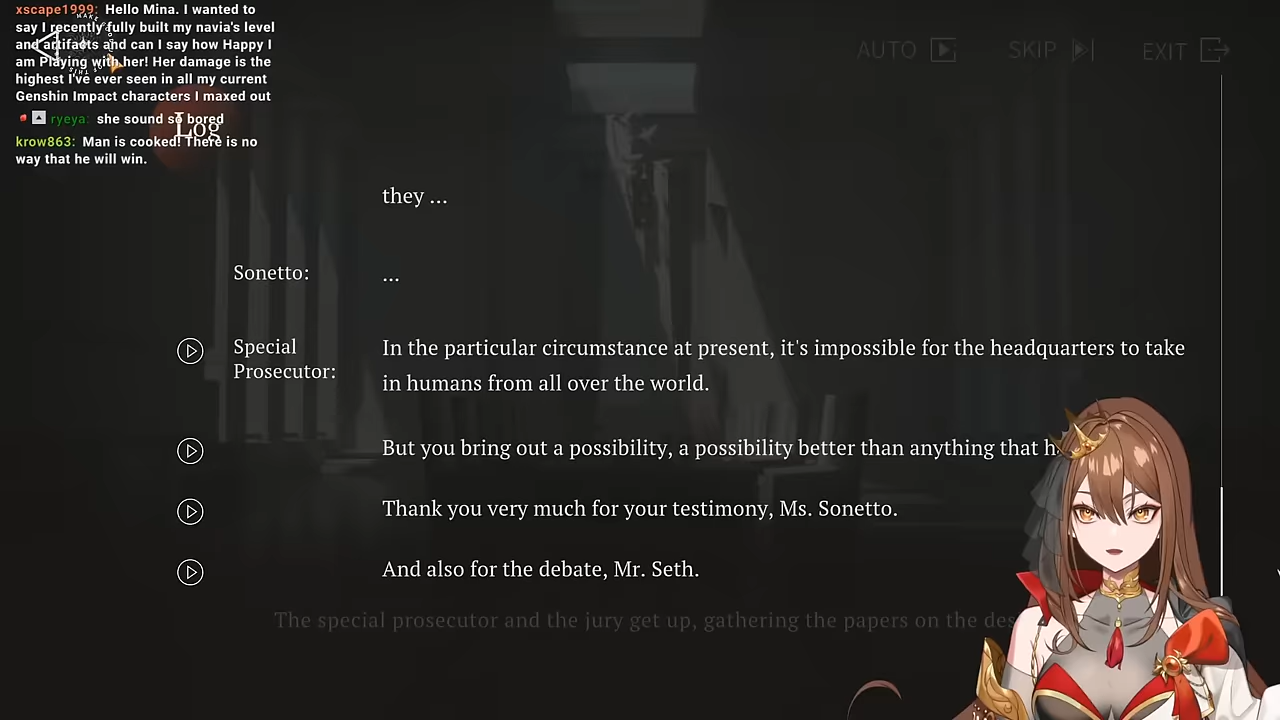 xscape1999: Hello Mina. I wanted to
say I recently fully built my navia's level
and artifacts and can I say how Happy I
am Playing with her! Her damage is the
highest I've ever seen in all my current
Genshin Impact characters I maxed out
ryeya: she sound so bored
krow863: Man is cooked! There is no
way that he will win.
AUTO
SKIP
EXIT
Log
they ...
Sonetto: ...
Special
Prosecutor:
In the particular circumstance at present, it's impossible for the headquarters to take
in humans from all over the world.
But you bring out a possibility, a possibility better than anything that
Thank you very much for your testimony, Ms. Sonetto.
And also for the debate, Mr. Seth.
The special prosecutor and the jury get up, gathering the papers on the